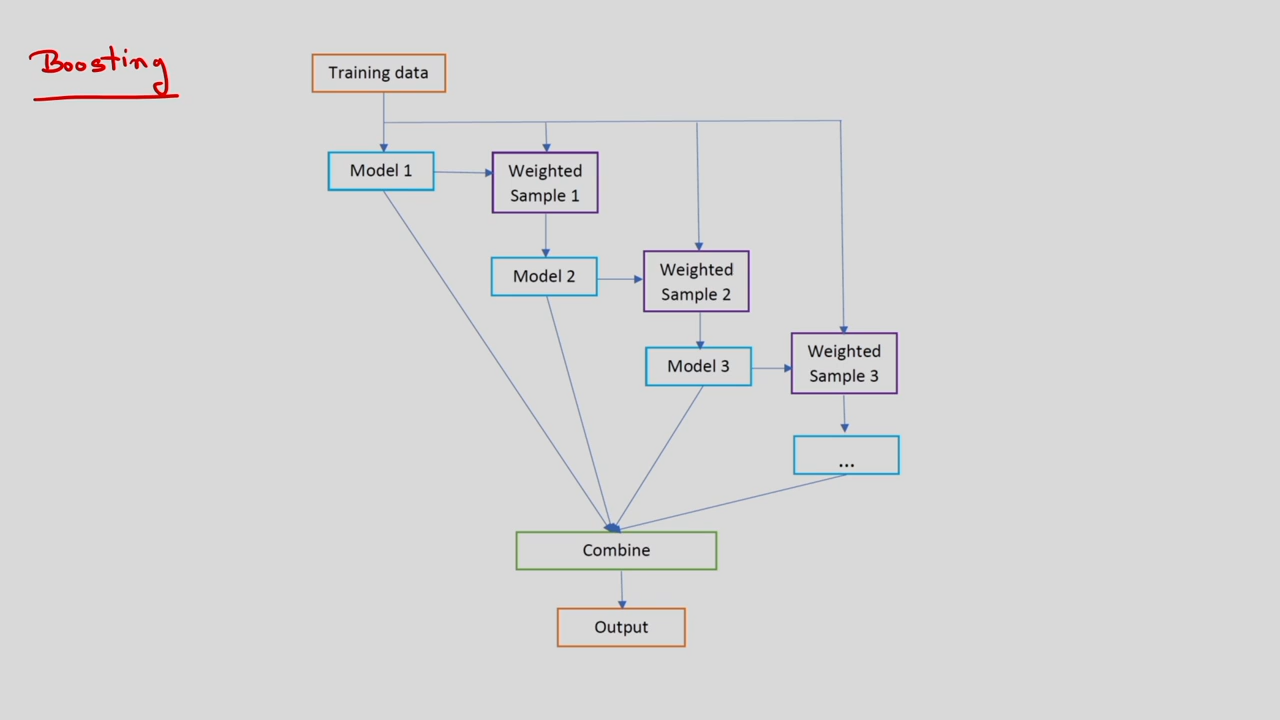 Boosting
Training data
Model 1
Weighted
Sample 1
Model 2
Weighted
Sample 2
Model 3
Weighted
Sample 3
...
Combine
Output